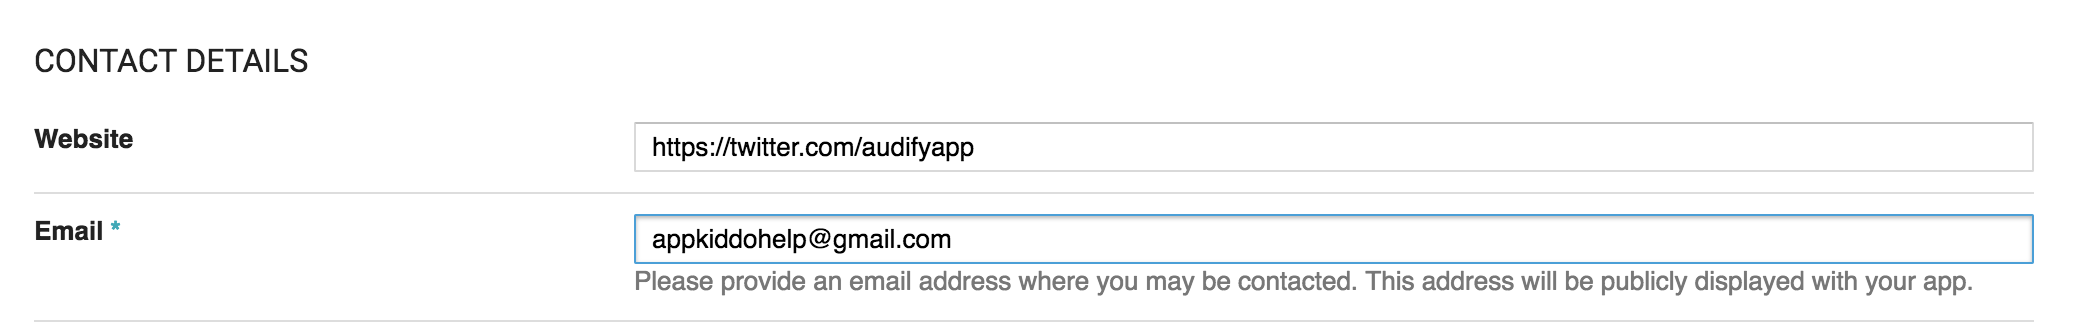 CONTACT DETAILS
Website
https://twitter.com/audifyapp
Email *
appkiddohelp@gmail.com
Please provide an email address where you may be contacted. This address will be publicly displayed with your app.